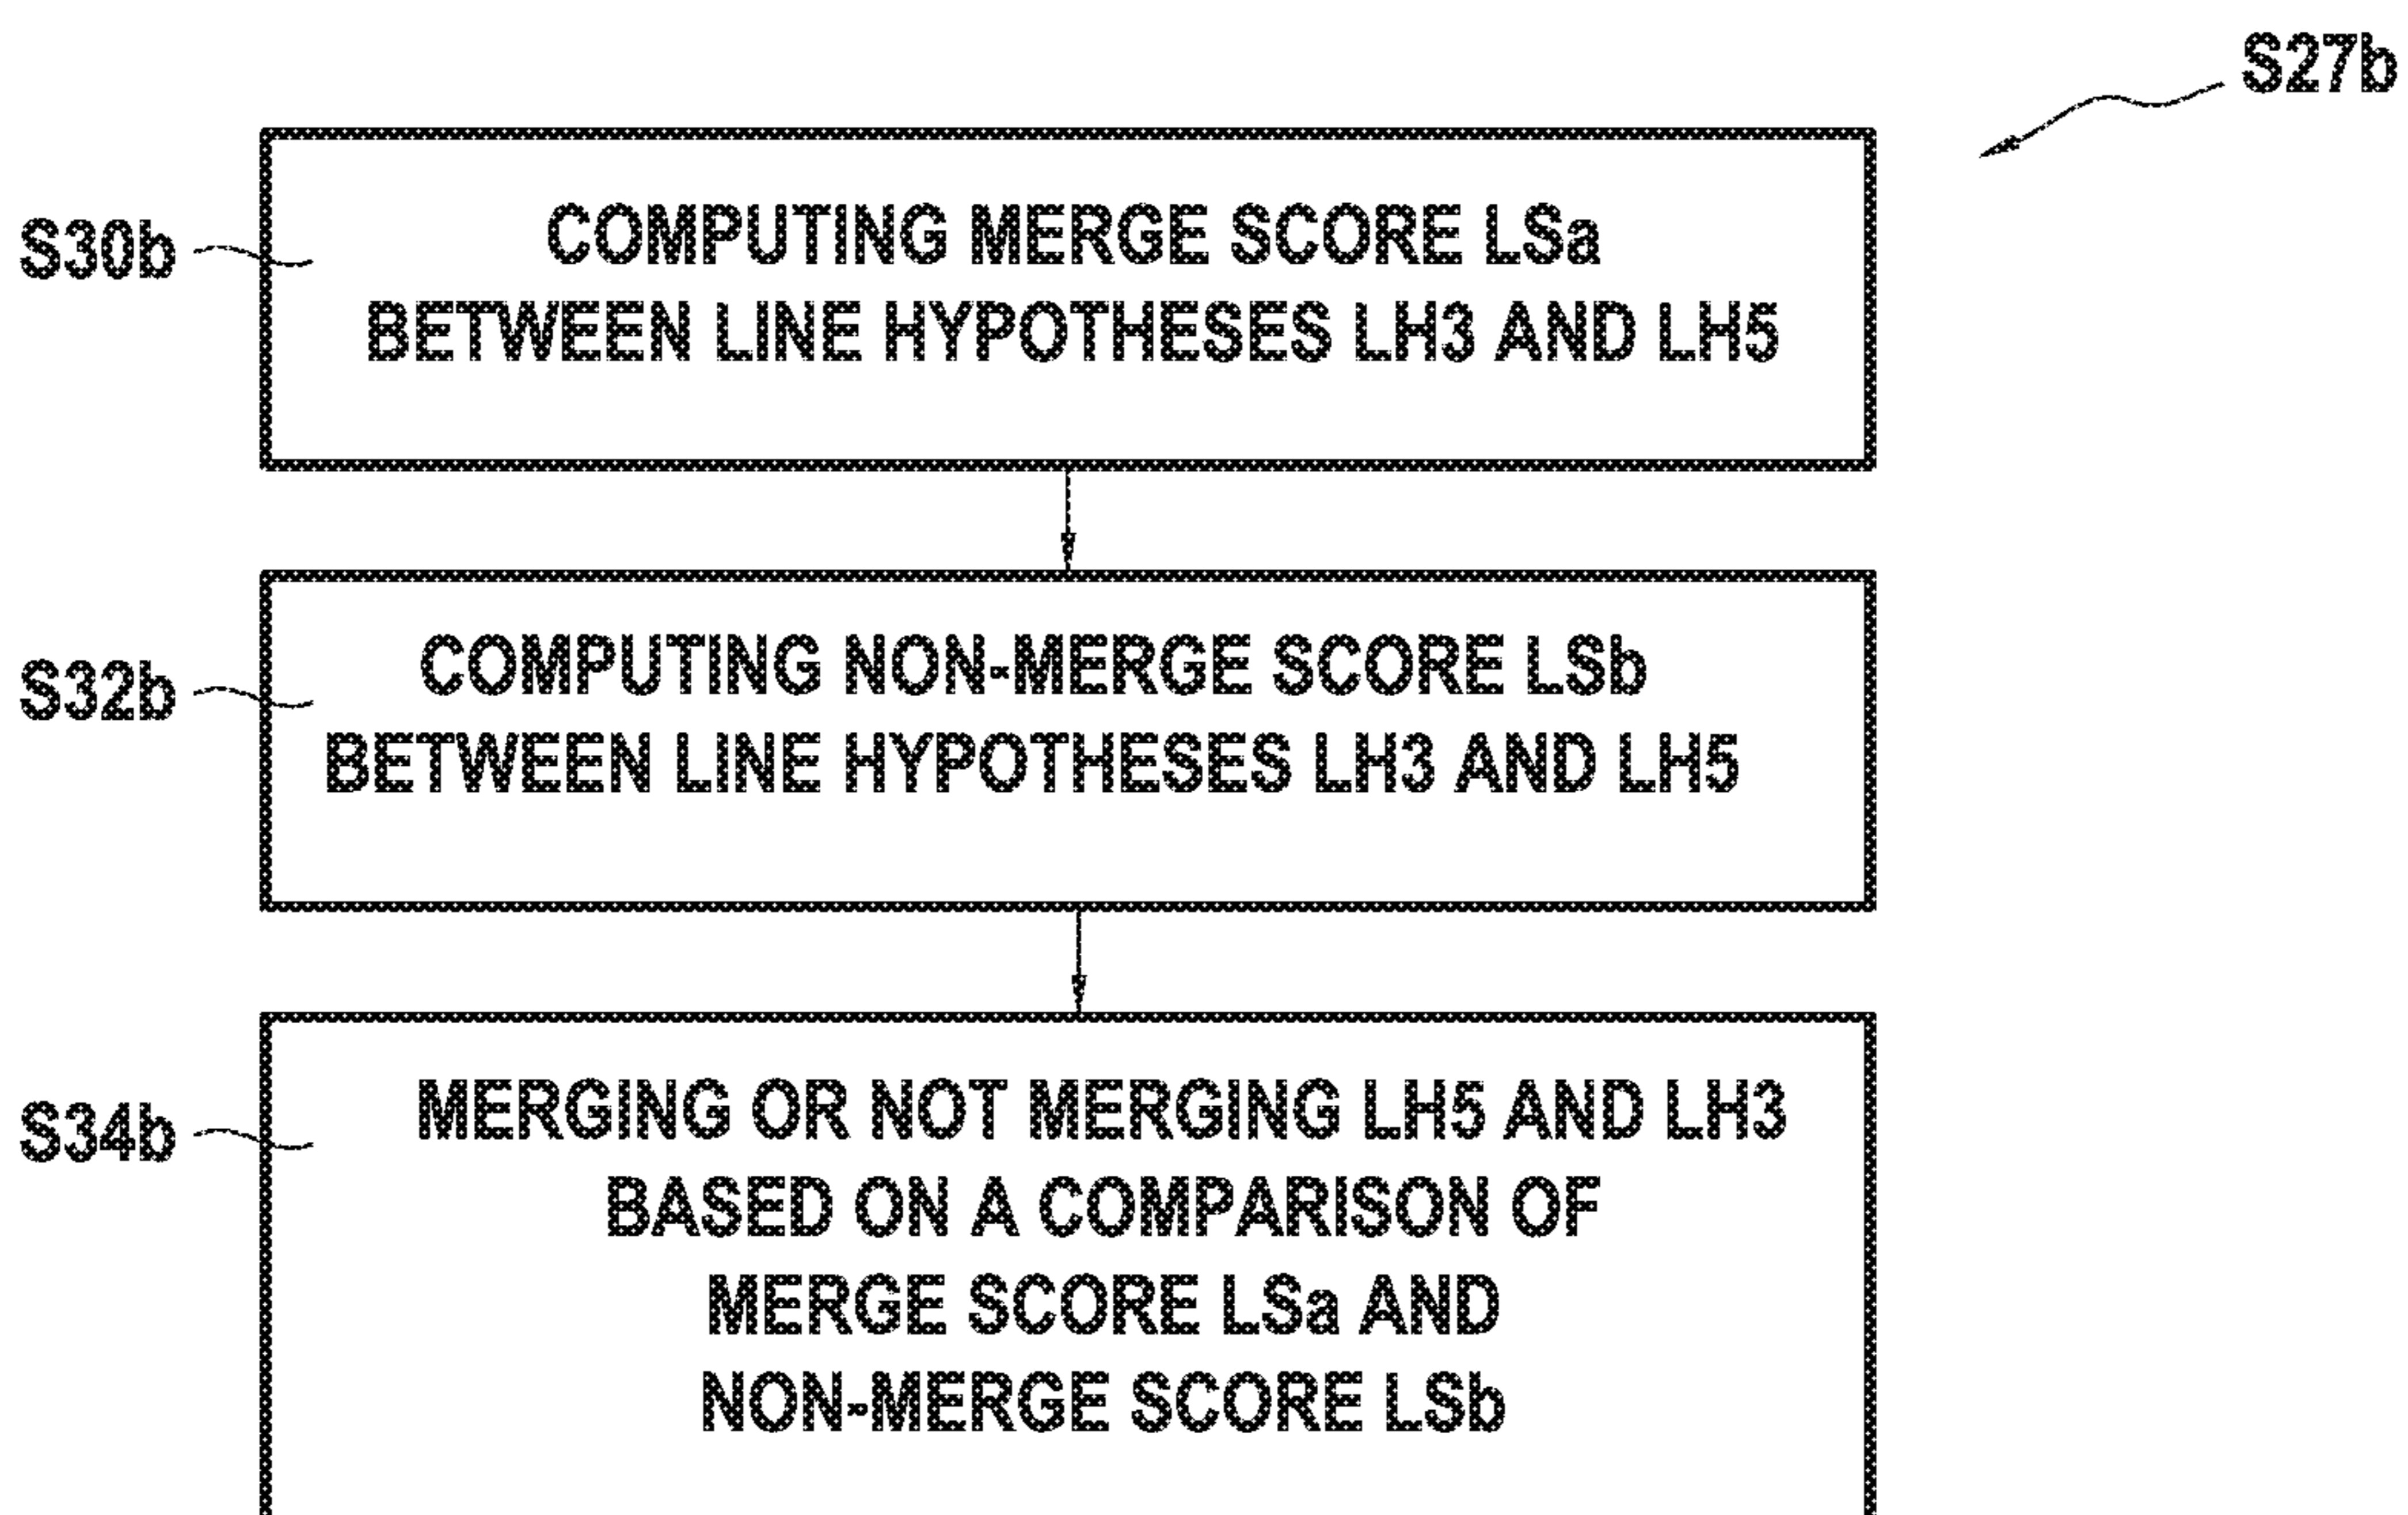 S27b
S30b
COMPUTING MERGE SCORE LSa
BETWEEN LINE HYPOTHESES LH3 AND LH5
S32b
COMPUTING NON-MERGE SCORE LSb
BETWEEN LINE HYPOTHESES LH3 AND LH5
S34b
MERGING OR NOT MERGING LH5 AND LH3
BASED ON A COMPARISON OF
MERGE SCORE LSa AND
NON-MERGE SCORE LSb